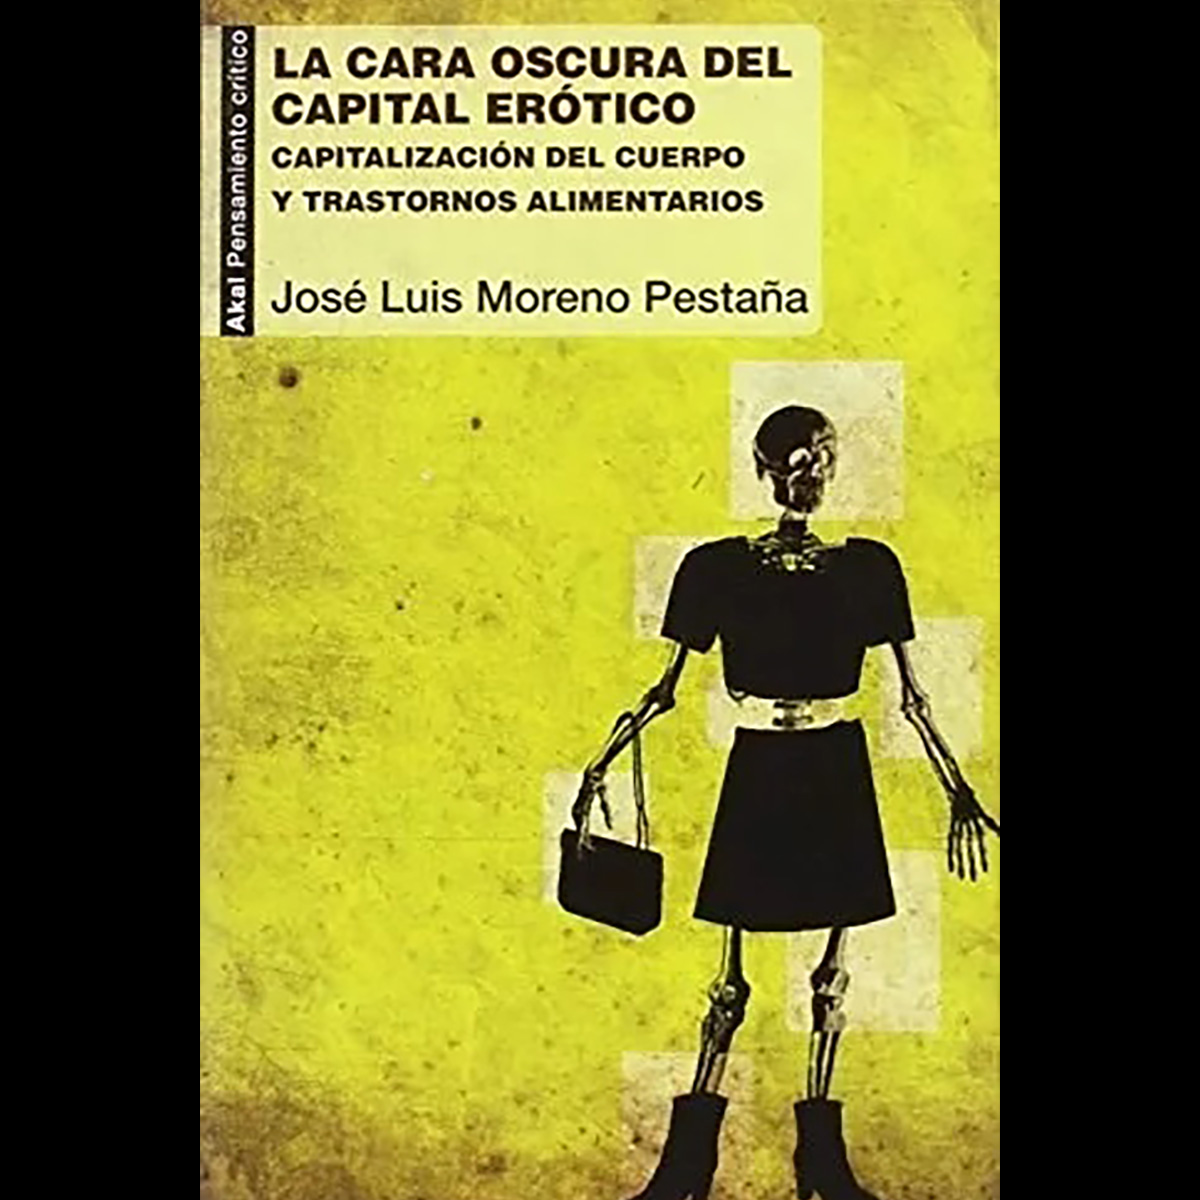 LA CARA OSCURA DEL
CAPITAL ERÓTICO
CAPITALIZACIÓN DEL CUERPO
Y TRASTORNOS ALIMENTARIOS
José Luis Moreno Pestaña
Akal Pensamiento crítico